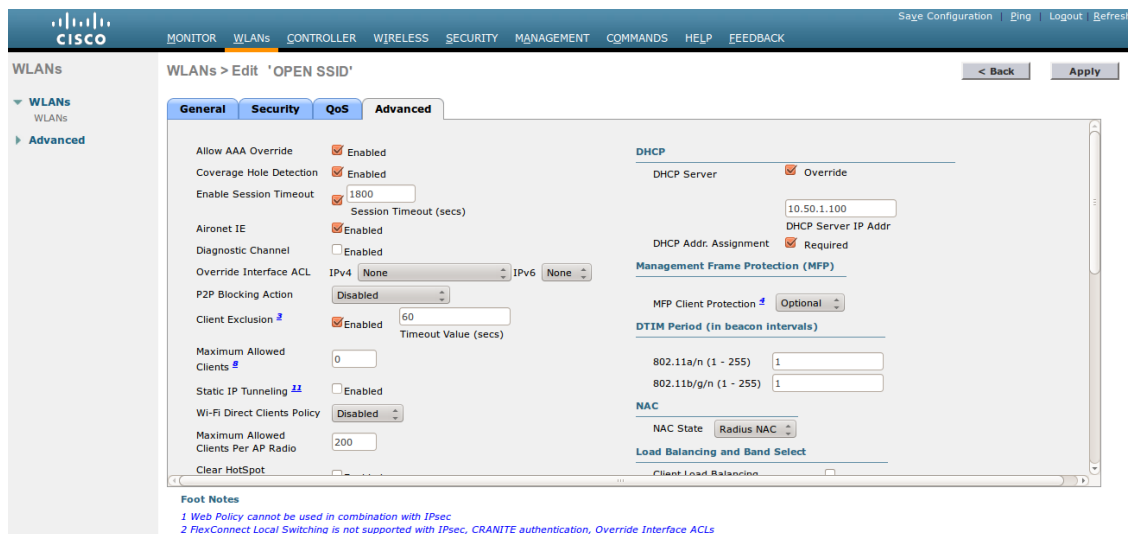 Save Configuration | Ping | Logout | Refresh
CISCO
MONITOR WLANs CONTROLLER WIRELESS SECURITY MANAGEMENT COMMANDS HELP FEEDBACK
WLANs
WLANs > Edit 'OPEN SSID'
< Back
Apply
WLANs
WLANs
Advanced
General Security QoS Advanced
Allow AAA Override Enabled
Coverage Hole Detection Enabled
Enable Session Timeout 1800
Session Timeout (secs)
Aironet IE Enabled
Diagnostic Channel Enabled
Override Interface ACL IPv4 None IPv6 None
P2P Blocking Action Disabled
Client Exclusion 3 Enabled 60
Timeout Value (secs)
Maximum Allowed
Clients 8 0
Static IP Tunneling 11 Enabled
Wi-Fi Direct Clients Policy Disabled
Maximum Allowed
Clients Per AP Radio 200
Clear HotSpot
DHCP
DHCP Server Override
10.50.1.100
DHCP Server IP Addr
DHCP Addr. Assignment Required
Management Frame Protection (MFP)
MFP Client Protection 4 Optional
DTIM Period (in beacon intervals)
802.11a/n (1 - 255) 1
802.11b/g/n (1 - 255) 1
NAC
NAC State Radius NAC
Load Balancing and Band Select
Client Load Balancing
Foot Notes
1 Web Policy cannot be used in combination with IPsec
2 FlexConnect Local Switching is not supported with IPsec, CRANITE authentication, Override Interface ACLs